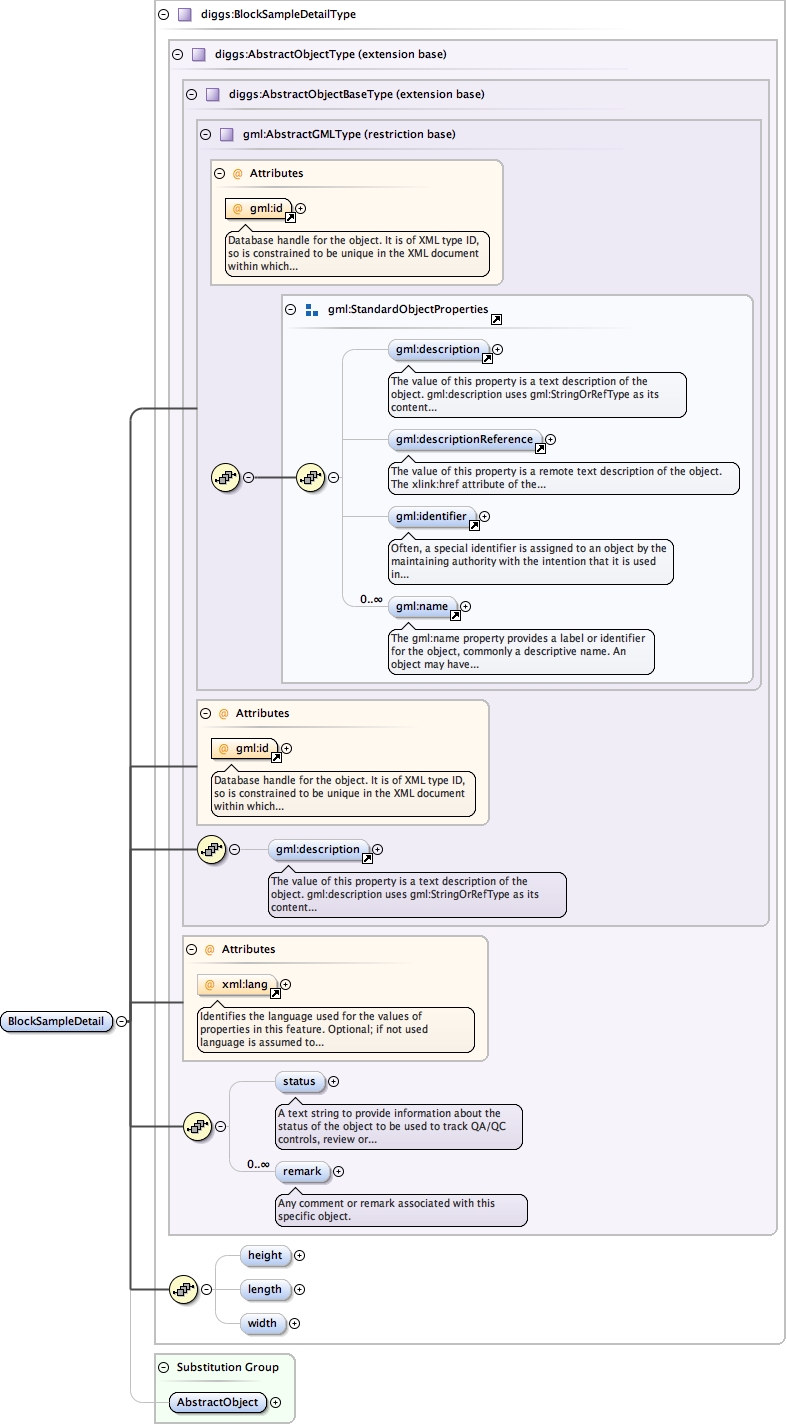 diggs:BlockSampleDetailType
diggs:AbstractObjectType (extension base)
diggs:AbstractObjectBaseType (extension base)
gml:AbstractGMLType (restriction base)
@ Attributes
@ gml:id
Database handle for the object. It is of XML type ID,
so is constrained to be unique in the XML document
within which...
gml:StandardObjectProperties
gml:description
The value of this property is a text description of the
object. gml:description uses gml:StringOrRefType as its
content...
gml:descriptionReference
The value of this property is a remote text description of the object.
The xlink:href attribute of the...
gml:identifier
Often, a special identifier is assigned to an object by the
maintaining authority with the intention that it is used
in...
0..∞
gml:name
The gml:name property provides a label or identifier
for the object, commonly a descriptive name. An
object may have...
@ Attributes
@ gml:id
Database handle for the object. It is of XML type ID,
so is constrained to be unique in the XML document
within which...
gml:description
The value of this property is a text description of the
object. gml:description uses gml:StringOrRefType as its
content...
@ Attributes
@ xml:lang
Identifies the language used for the values of
properties in this feature. Optional; if not used
language is assumed to...
BlockSampleDetail
status
A text string to provide information about the
status of the object to be used to track QA/QC
controls, review or...
0..∞
remark
Any comment or remark associated with this
specific object.
height
length
width
Substitution Group
AbstractObject